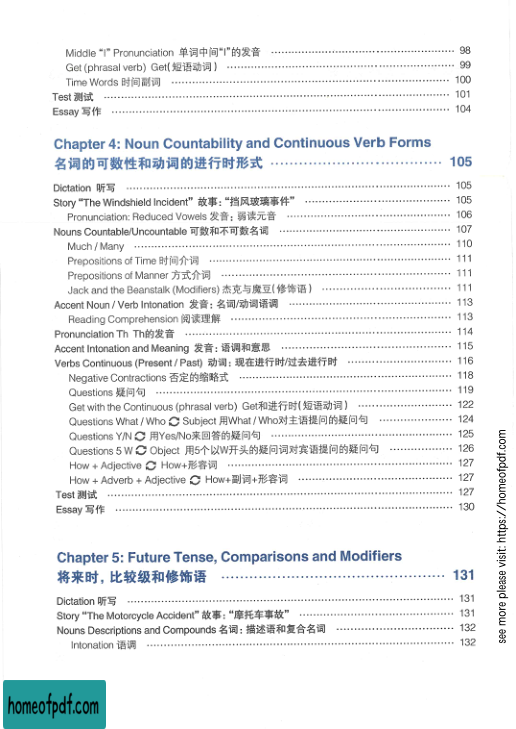 Middle "l" Pronunciation 单词中间"l"的发音 98
Get (phrasal verb) Get(短语动词) 99
Time Words 时间副词 100
Test 测试 101
Essay 写作 104
Chapter 4: Noun Countability and Continuous Verb Forms
名词的可数性和动词的进行时形式 105
Dictation 听写 105
Story "The Windshield Incident" 故事: "挡风玻璃事件" 105
Pronunciation: Reduced Vowels 发音: 弱读元音 106
Nouns Countable/Uncountable 可数和不可数名词 107
Much / Many 110
Prepositions of Time 时间介词 111
Prepositions of Manner 方式介词 111
Jack and the Beanstalk (Modifiers) 杰克与魔豆(修饰语) 111
Accent Noun / Verb Intonation 发音: 名词/动词语调 113
Reading Comprehension 阅读理解 113
Pronunciation Th Th的发音 114
Accent Intonation and Meaning 发音: 语调和意思 115
Verbs Continuous (Present / Past) 动词: 现在进行时/过去进行时 116
Negative Contractions 否定的缩略式 118
Questions 疑问句 119
Get with the Continuous (phrasal verb) Get和进行时(短语动词) 122
Questions What / Who Subject 用What / Who对主语提问的疑问句 124
Questions Y/N 用Yes/No来回答的疑问句 125
Questions 5 W Object 用5个以W开头的疑问词对宾语提问的疑问句 126
How + Adjective How+形容词 127
How + Adverb + Adjective How+副词+形容词 127
Test 测试 127
Essay 写作 130
Chapter 5: Future Tense, Comparisons and Modifiers
将来时, 比较级和修饰语 131
Dictation 听写 131
Story "The Motorcycle Accident" 故事: "摩托车事故" 131
Nouns Descriptions and Compounds 名词: 描述语和复合名词 132
Intonation 语调 132
see more please visit: https://homeofpdf.com
homeofpdf.com